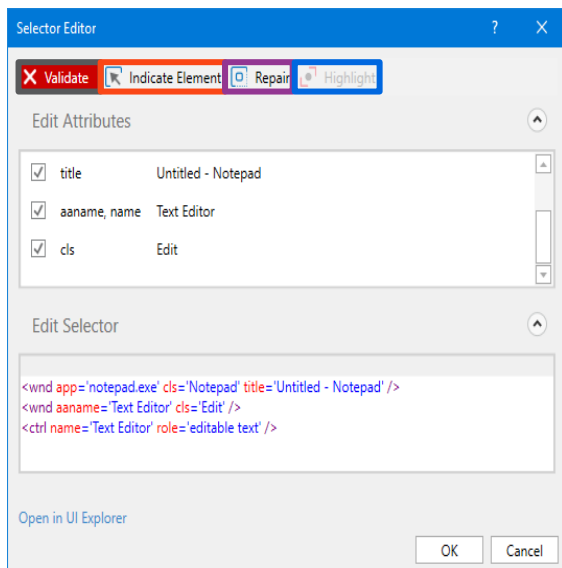 Selector Editor ? X
Validate Indicate Element Repair Highlight
Edit Attributes
title Untitled - Notepad
aaname, name Text Editor
cls Edit
Edit Selector
<wnd app='notepad.exe' cls='Notepad' title='Untitled - Notepad' />
<wnd aaname='Text Editor' cls='Edit' />
<ctrl name='Text Editor' role='editable text' />
Open in UI Explorer
OK Cancel